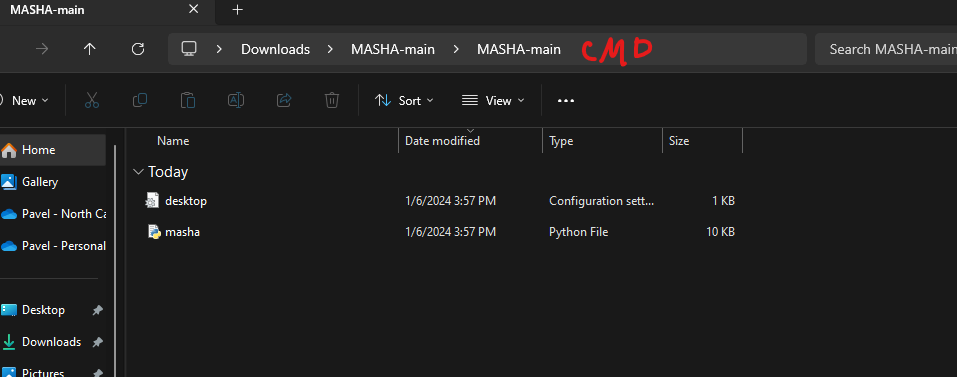 MASHA-main
Downloads MASHA-main MASHA-main CMD Search MASHA-main
New Sort View
Name Date modified Type Size
Home
Today
Gallery
desktop 1/6/2024 3:57 PM Configuration sett... 1 KB
Pavel - North Ca
masha 1/6/2024 3:57 PM Python File 10 KB
Pavel - Personal
Desktop
Downloads
Pictures